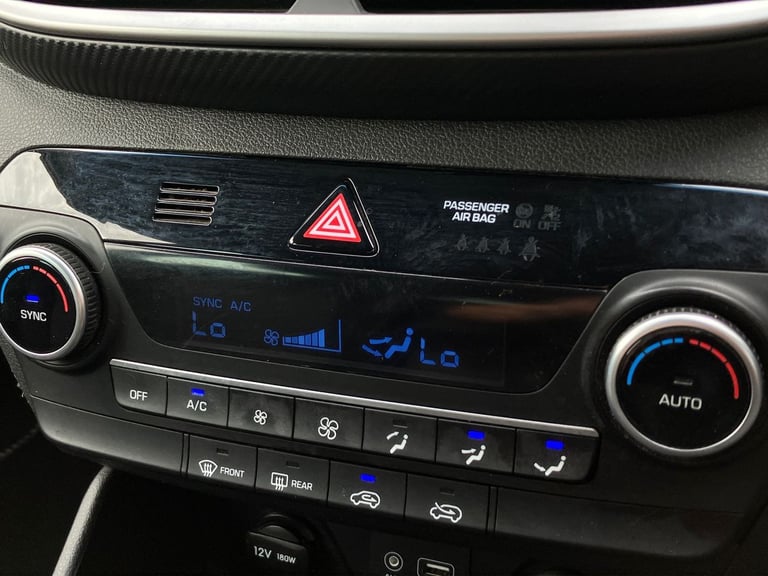 PASSENGER
AIR BAG
ON OFF
SYNC A/C
Lo
Lo
SYNC
AUTO
OFF
A/C
FRONT
REAR
12V 180W